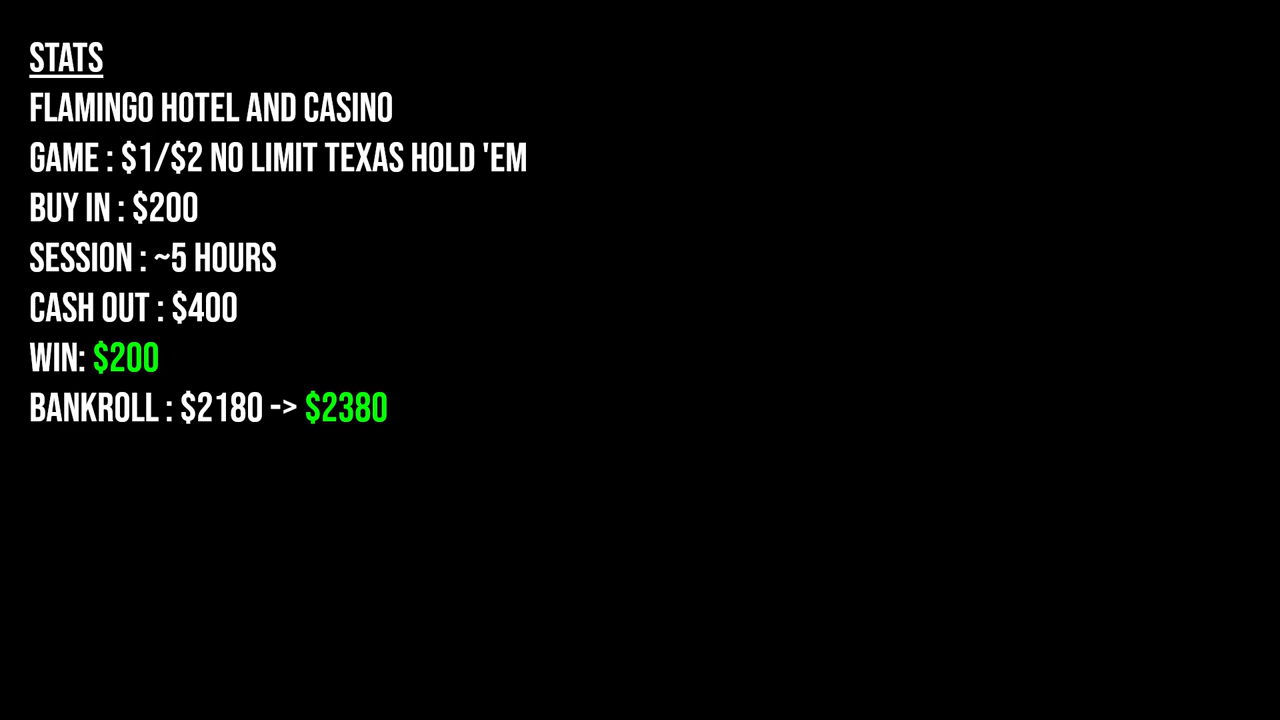 STATS
FLAMINGO HOTEL AND CASINO
GAME : $1/$2 NO LIMIT TEXAS HOLD 'EM
BUY IN : $200
SESSION : ~5 HOURS
CASH OUT : $400
WIN: $200
BANKROLL : $2180 -> $2380